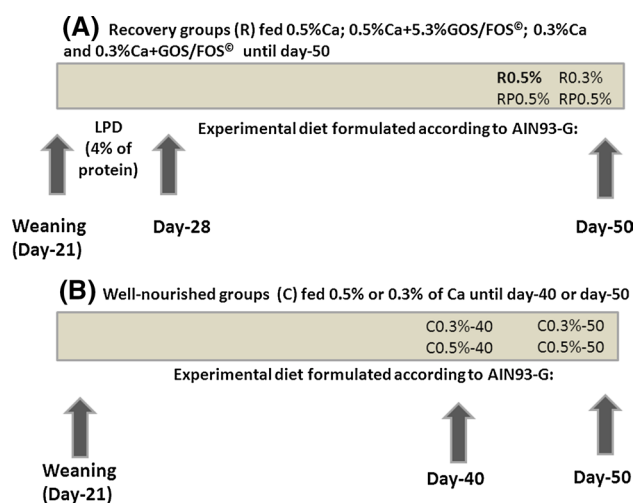 (A) Recovery groups (R) fed 0.5%Ca; 0.5%Ca+5.3%GOS/FOS©; 0.3%Ca
and 0.3%Ca+GOS/FOS© until day-50
R0.5% R0.3%
RP0.5% RP0.5%
LPD
(4% of
protein)
Experimental diet formulated according to AIN93-G:
Weaning
(Day-21)
Day-28
Day-50
(B) Well-nourished groups (C) fed 0.5% or 0.3% of Ca until day-40 or day-50
C0.3%-40 C0.3%-50
C0.5%-40 C0.5%-50
Experimental diet formulated according to AIN93-G:
Weaning
(Day-21)
Day-40
Day-50